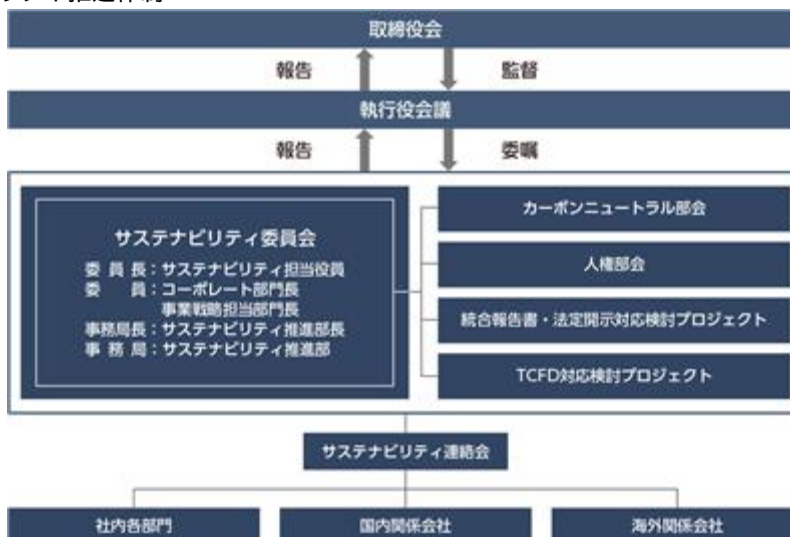 取締役会
報告 監督
執行役会議
報告 委嘱
サステナビリティ委員会
委員長：サステナビリティ担当役員
委員：コーポレート部門長
事業戦略担当部門長
事務局長：サステナビリティ推進部長
事務局：サステナビリティ推進部
カーボンニュートラル部会
人権部会
統合報告書・法定開示対応検討プロジェクト
TCFD対応検討プロジェクト
サステナビリティ連絡会
社内各部門
国内関係会社
海外関係会社